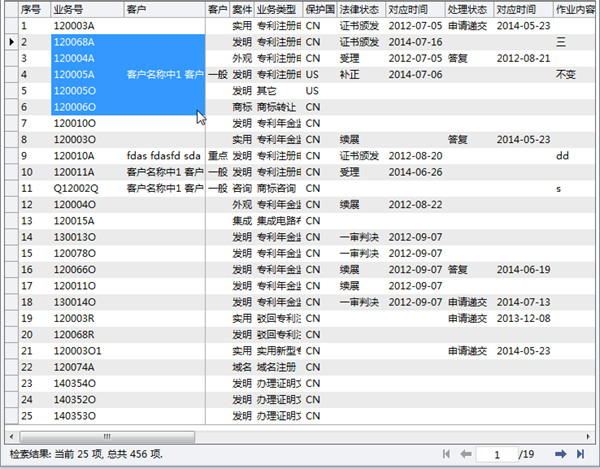 序号 业务号 客户 客户 案件 业务类型 保护国 法律状态 对应时间 处理状态 对应时间 作业内容
1 120003A 实用 专利注册申 CN 证书颁发 2012-07-05 申请递交 2014-05-23
2 120068A 发明 专利注册申 CN 证书颁发 2014-07-16 三
3 120004A 外观 专利注册申 CN 受理 2012-07-05 答复 2012-08-21
4 120005A 客户名称中1 客户 一般 发明 专利注册申 US 补正 2014-07-06 不变
5 120005O 发明 其它 US
6 120006O 商标 商标转让 CN
7 120010O 发明 专利年金监 CN
8 120003O 实用 专利年金监 CN 续展 答复 2014-05-23
9 120010A fdas fdasfd sda 重点 发明 专利注册申 CN 证书颁发 2012-08-20 dd
10 120011A 客户名称中1 客户 一般 发明 专利注册申 CN 受理 2014-06-26
11 Q12002Q 客户名称中1 客户 一般 咨询 商标咨询 CN s
12 120004O 外观 专利年金监 CN 续展 2012-08-22
13 120015A 集成 集成电路布 CN
14 130013O 发明 专利年金监 CN 一审判决 2012-09-07
15 120078O 发明 专利年金监 CN 一审判决 2012-09-07
16 120066O 发明 专利年金监 CN 续展 2012-09-07 答复 2014-06-19
17 120011O 发明 专利年金监 CN 续展 2012-09-07
18 130014O 发明 专利年金监 CN 一审判决 2012-09-07 申请递交 2014-07-13
19 120003R 实用 驳回专利注 CN 申请递交 2013-12-08
20 120068R 发明 驳回专利注 CN
21 120003O1 实用 实用新型专 CN 申请递交 2014-05-23
22 120074A 域名 域名注册 CN
23 140354O 发明 办理证明文 CN
24 140352O 发明 办理证明文 CN
25 140353O 发明 办理证明文 CN
检索结果: 当前 25 项, 总共 456 项. 1 /19